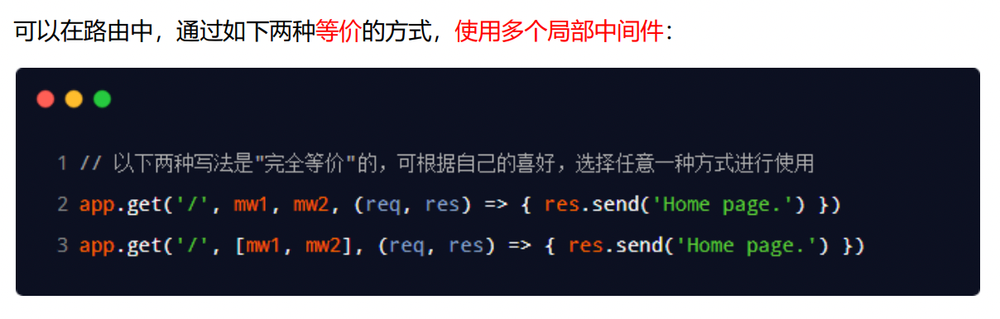 可以在路由中，通过如下两种等价的方式，使用多个局部中间件：
1 // 以下两种写法是"完全等价"的，可根据自己的喜好，选择任意一种方式进行使用
2 app.get('/', mw1, mw2, (req, res) => { res.send('Home page.') })
3 app.get('/', [mw1, mw2], (req, res) => { res.send('Home page.') })